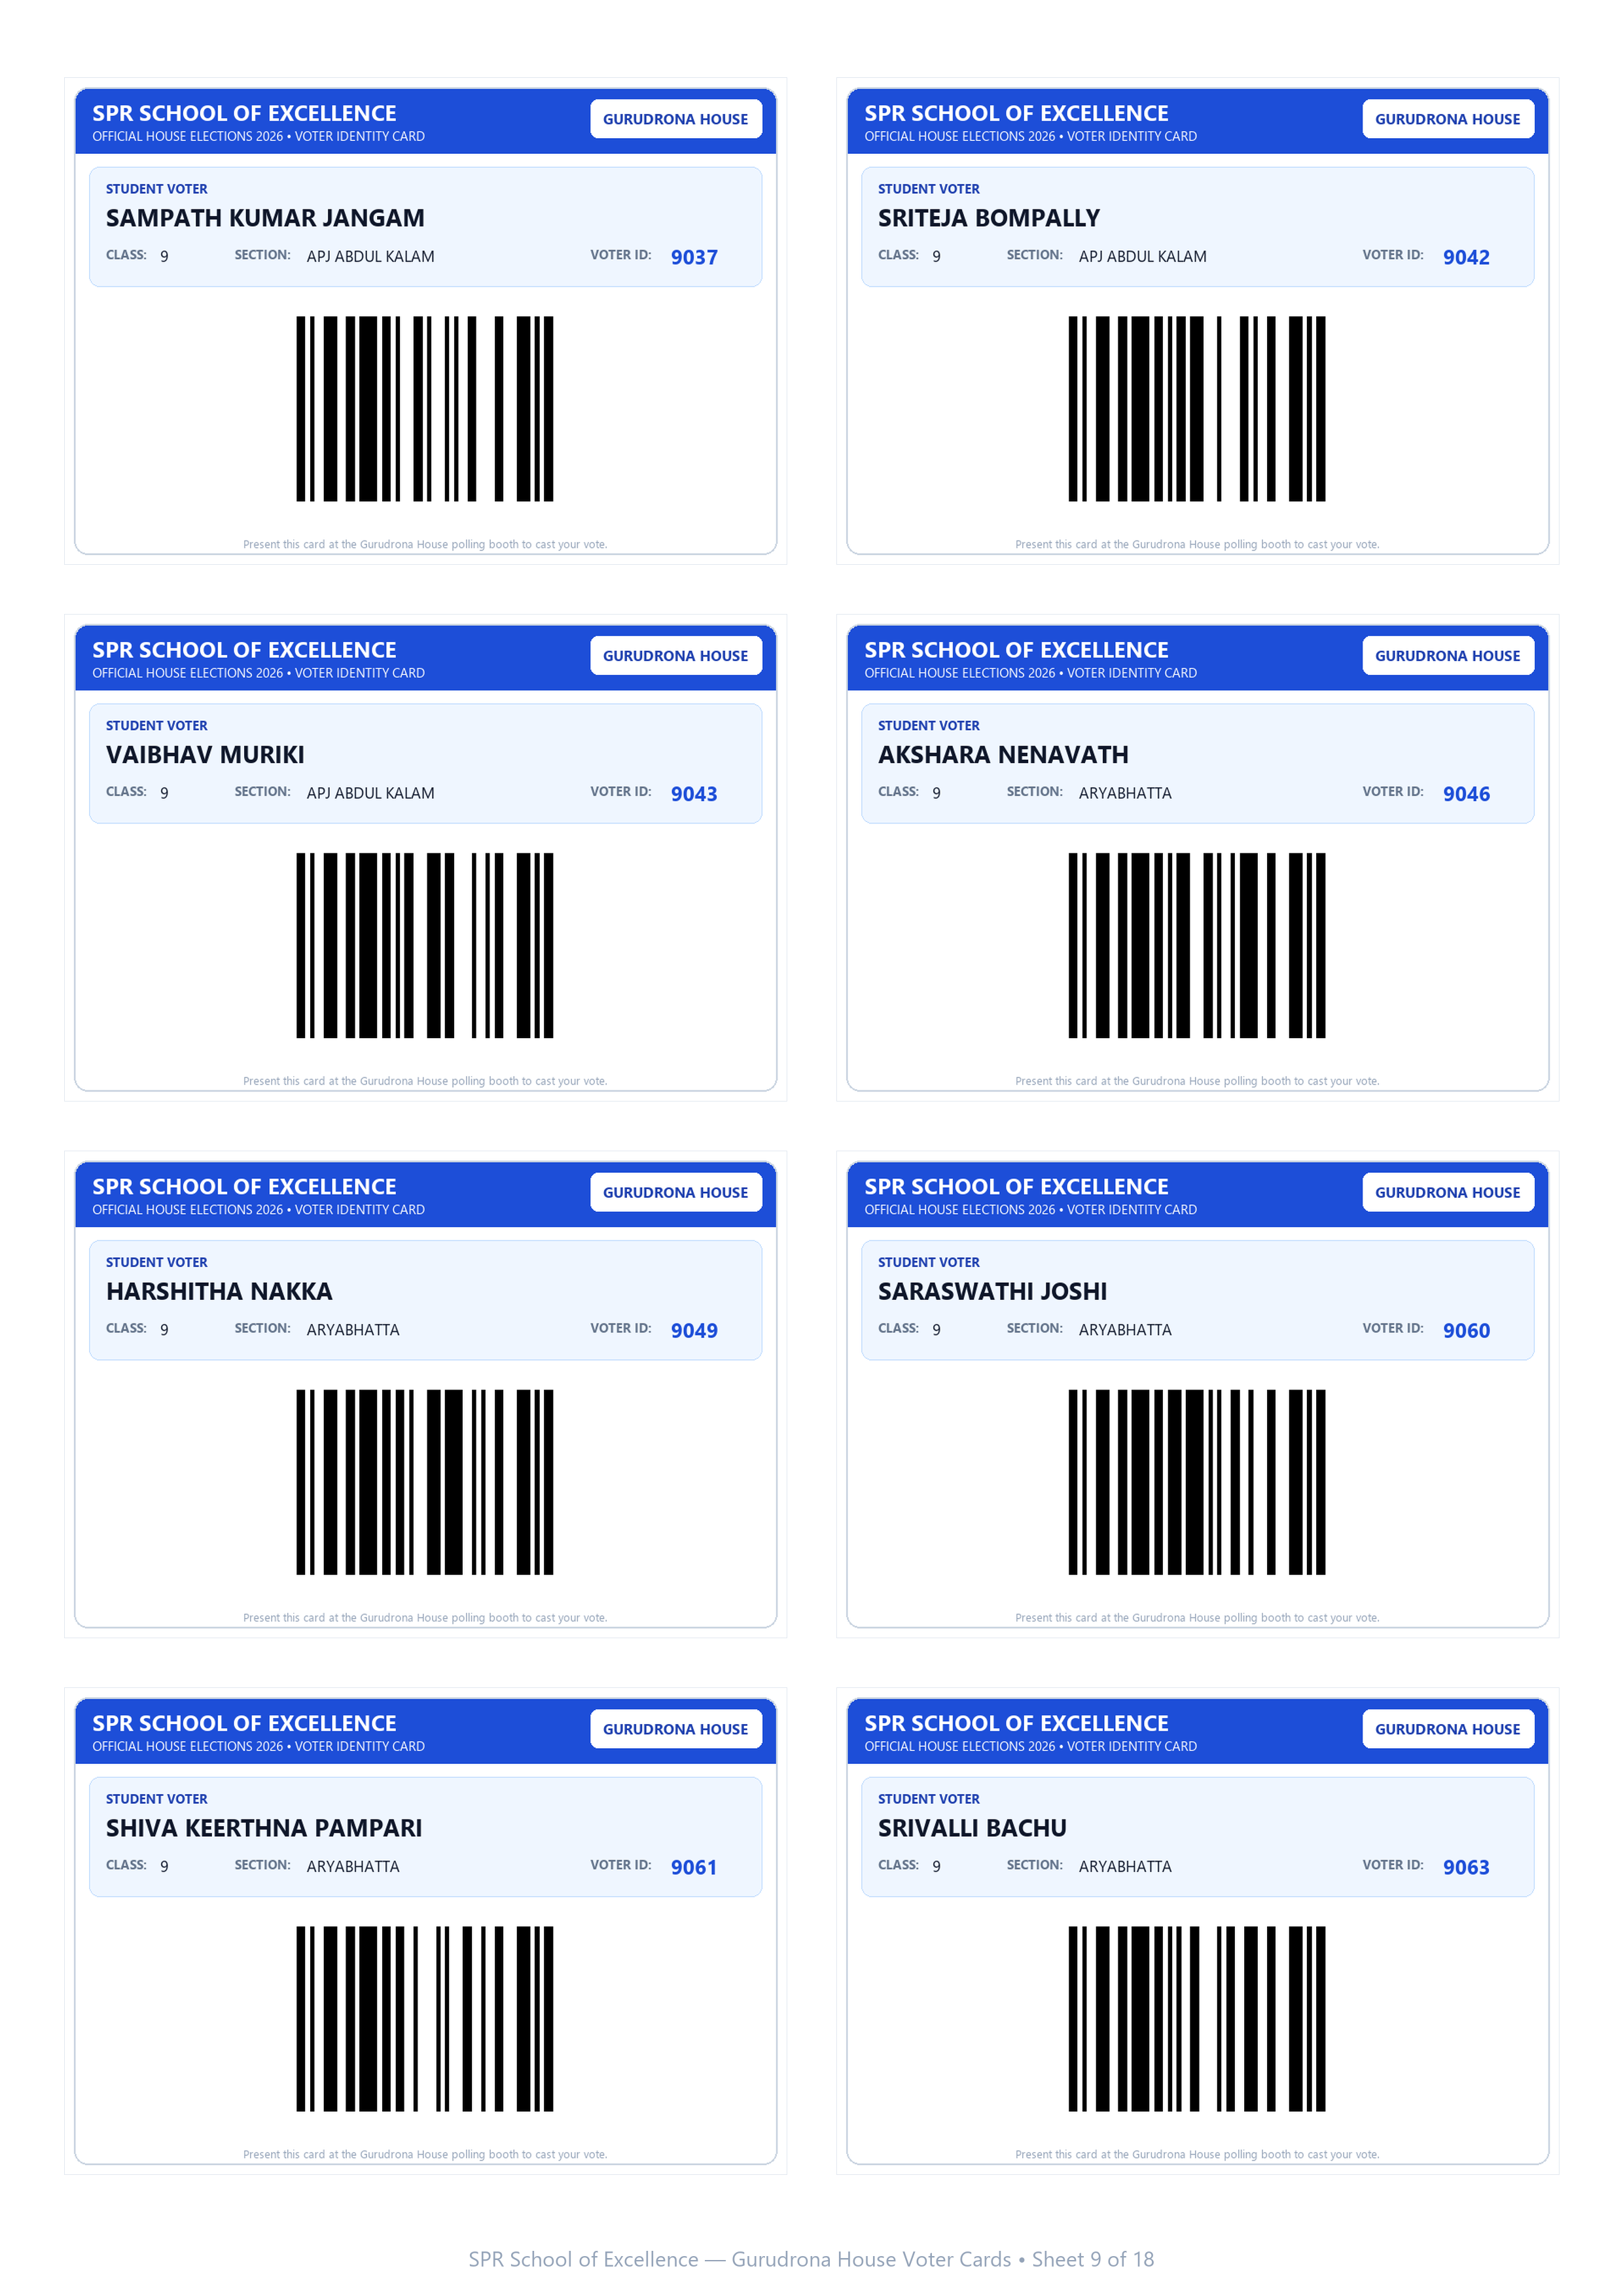 SPR SCHOOL OF EXCELLENCE
OFFICIAL HOUSE ELECTIONS 2026 • VOTER IDENTITY CARD
GURUDRONA HOUSE
STUDENT VOTER
SAMPATH KUMAR JANGAM
CLASS: 9 SECTION: APJ ABDUL KALAM VOTER ID: 9037
Present this card at the Gurudrona House polling booth to cast your vote.
SPR SCHOOL OF EXCELLENCE
OFFICIAL HOUSE ELECTIONS 2026 • VOTER IDENTITY CARD
GURUDRONA HOUSE
STUDENT VOTER
SRITEJA BOMPALLY
CLASS: 9 SECTION: APJ ABDUL KALAM VOTER ID: 9042
Present this card at the Gurudrona House polling booth to cast your vote.
SPR SCHOOL OF EXCELLENCE
OFFICIAL HOUSE ELECTIONS 2026 • VOTER IDENTITY CARD
GURUDRONA HOUSE
STUDENT VOTER
VAIBHAV MURIKI
CLASS: 9 SECTION: APJ ABDUL KALAM VOTER ID: 9043
Present this card at the Gurudrona House polling booth to cast your vote.
SPR SCHOOL OF EXCELLENCE
OFFICIAL HOUSE ELECTIONS 2026 • VOTER IDENTITY CARD
GURUDRONA HOUSE
STUDENT VOTER
AKSHARA NENAVATH
CLASS: 9 SECTION: ARYABHATTA VOTER ID: 9046
Present this card at the Gurudrona House polling booth to cast your vote.
SPR SCHOOL OF EXCELLENCE
OFFICIAL HOUSE ELECTIONS 2026 • VOTER IDENTITY CARD
GURUDRONA HOUSE
STUDENT VOTER
HARSHITHA NAKKA
CLASS: 9 SECTION: ARYABHATTA VOTER ID: 9049
Present this card at the Gurudrona House polling booth to cast your vote.
SPR SCHOOL OF EXCELLENCE
OFFICIAL HOUSE ELECTIONS 2026 • VOTER IDENTITY CARD
GURUDRONA HOUSE
STUDENT VOTER
SARASWATHI JOSHI
CLASS: 9 SECTION: ARYABHATTA VOTER ID: 9060
Present this card at the Gurudrona House polling booth to cast your vote.
SPR SCHOOL OF EXCELLENCE
OFFICIAL HOUSE ELECTIONS 2026 • VOTER IDENTITY CARD
GURUDRONA HOUSE
STUDENT VOTER
SHIVA KEERTHNA PAMPARI
CLASS: 9 SECTION: ARYABHATTA VOTER ID: 9061
Present this card at the Gurudrona House polling booth to cast your vote.
SPR SCHOOL OF EXCELLENCE
OFFICIAL HOUSE ELECTIONS 2026 • VOTER IDENTITY CARD
GURUDRONA HOUSE
STUDENT VOTER
SRIVALLI BACHU
CLASS: 9 SECTION: ARYABHATTA VOTER ID: 9063
Present this card at the Gurudrona House polling booth to cast your vote.
SPR School of Excellence — Gurudrona House Voter Cards • Sheet 9 of 18